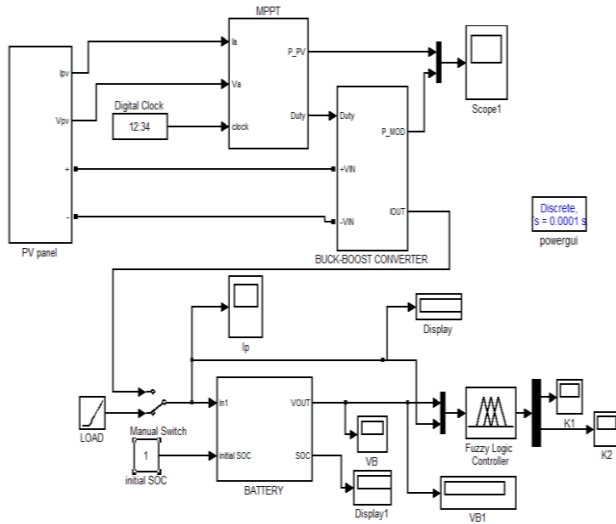 MPPT
Ipv
Vpv
+
-
PV panel
Digital Clock
12:34
Ia
Va
clock
P_PV
Duty
Duty
+VIN
-VIN
P_MOD
IOUT
BUCK-BOOST CONVERTER
Scope1
Discrete,
's = 0.0001 s
powergui
Ip
Display
LOAD
Manual Switch
1
initial SOC
In1
initial SOC
VOUT
SOC
BATTERY
VB
Display1
Fuzzy Logic
Controller
K1
K2
VB1